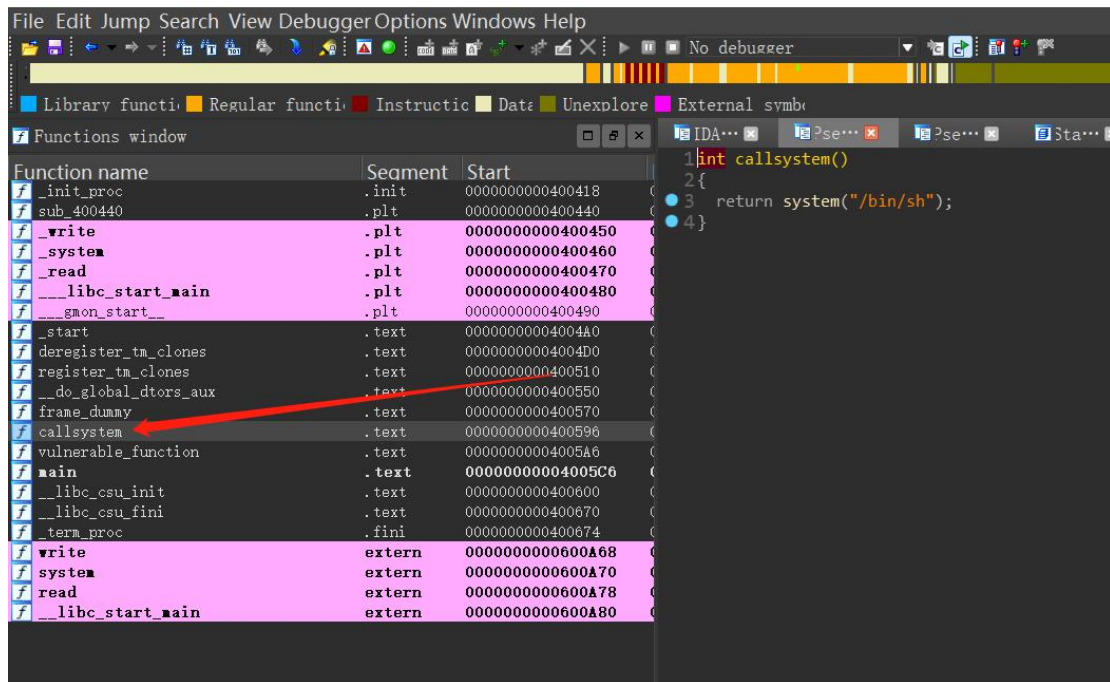 File Edit Jump Search View Debugger Options Windows Help
No debugger
Library functi Regular functi Instructic Data Unexplore External symbo
Functions window
IDA··· Pse··· Pse··· Sta···
Function name Segment Start
_init_proc .init 0000000000400418
sub_400440 .plt 0000000000400440
_write .plt 0000000000400450
_system .plt 0000000000400460
_read .plt 0000000000400470
___libc_start_main .plt 0000000000400480
___gmon_start__ .plt 0000000000400490
_start .text 00000000004004A0
deregister_tm_clones .text 00000000004004D0
register_tm_clones .text 0000000000400510
__do_global_dtors_aux .text 0000000000400550
frame_dummy .text 0000000000400570
callsystem .text 0000000000400596
vulnerable_function .text 00000000004005A6
main .text 00000000004005C6
__libc_csu_init .text 0000000000400600
__libc_csu_fini .text 0000000000400670
_term_proc .fini 0000000000400674
write extern 0000000000600A68
system extern 0000000000600A70
read extern 0000000000600A78
__libc_start_main extern 0000000000600A80
1 int callsystem()
2 {
3 return system("/bin/sh");
4 }